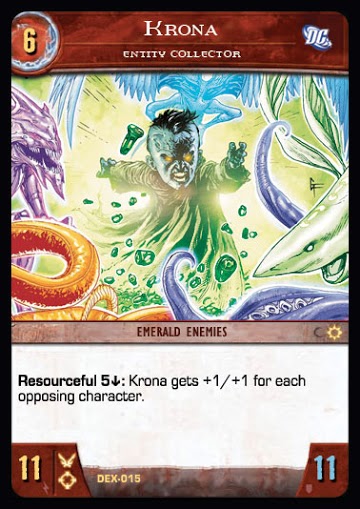 6
Krona
DC
ENTITY COLLECTOR
EMERALD ENEMIES
Resourceful 5↓: Krona gets +1/+1 for each
opposing character.
11
DEX-015
11